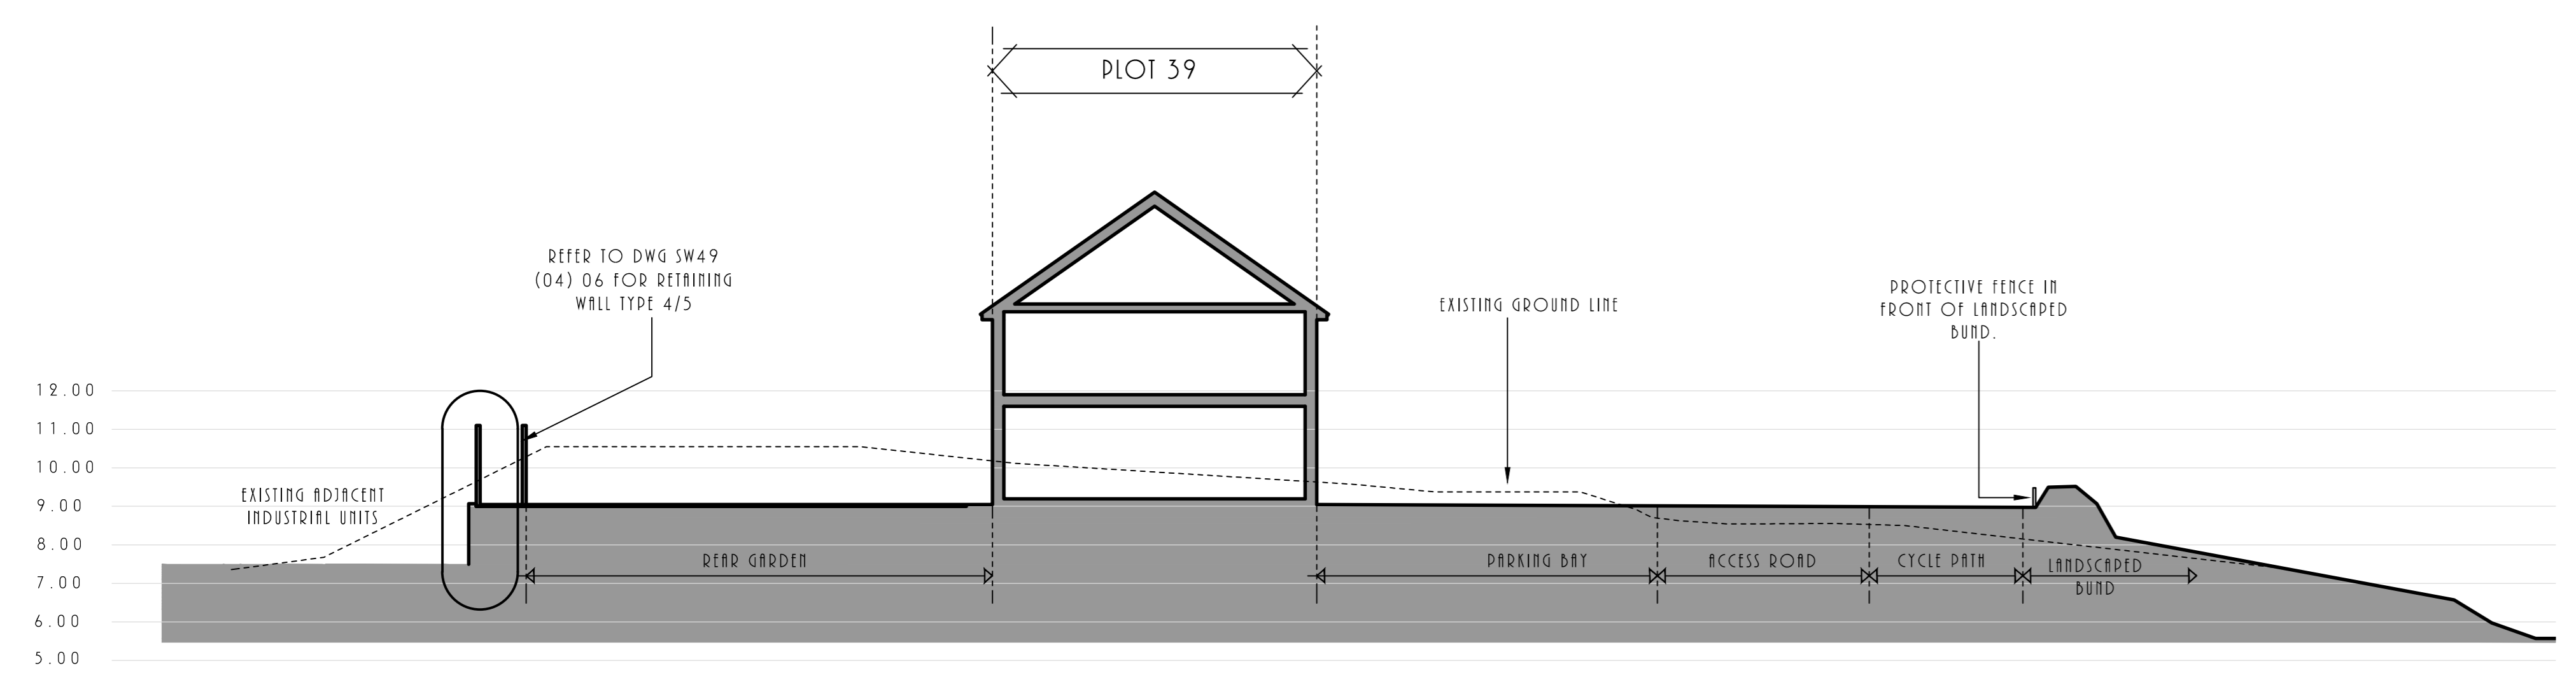 PLOT 39
REFER TO DWG SW49
(04) 06 FOR RETAINING
WALL TYPE 4/5
EXISTING GROUND LINE
PROTECTIVE FENCE IN
FRONT OF LANDSCAPED
BUND.
12.00
11.00
10.00
9.00
8.00
7.00
6.00
5.00
EXISTING ADJACENT
INDUSTRIAL UNITS
REAR GARDEN
PARKING BAY
ACCESS ROAD
CYCLE PATH
LANDSCAPED
BUND